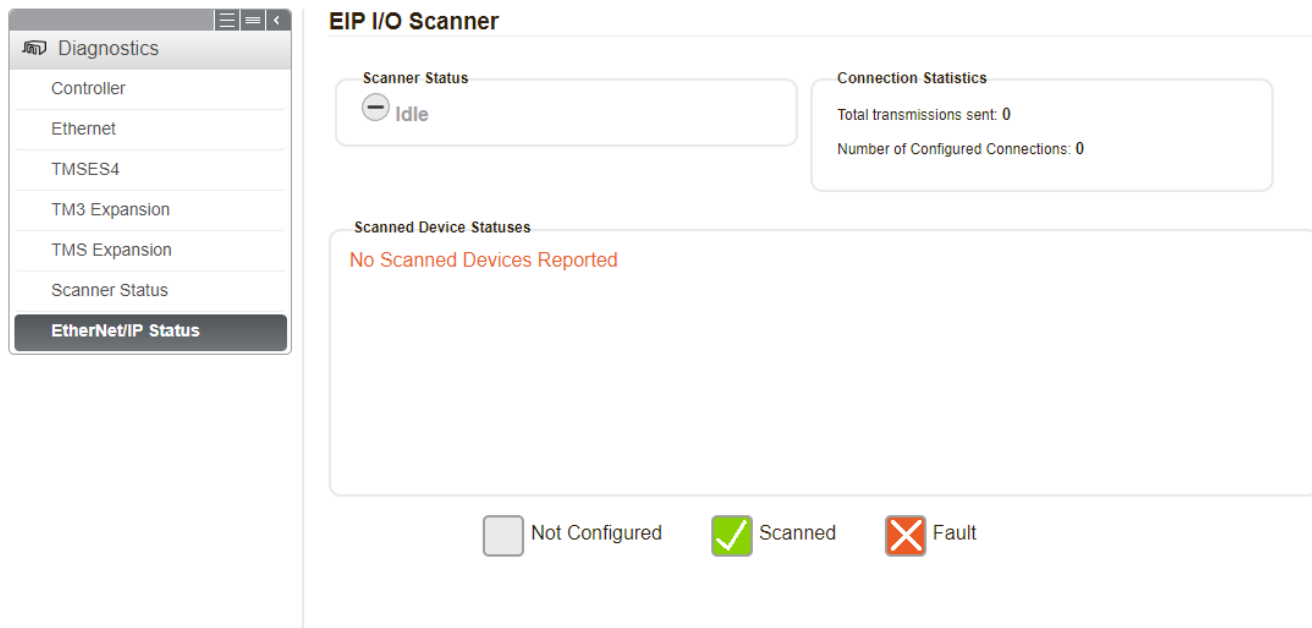 Diagnostics
Controller
Ethernet
TMSES4
TM3 Expansion
TMS Expansion
Scanner Status
EtherNet/IP Status
EIP I/O Scanner
Scanner Status
Idle
Connection Statistics
Total transmissions sent: 0
Number of Configured Connections: 0
Scanned Device Statuses
No Scanned Devices Reported
Not Configured Scanned Fault